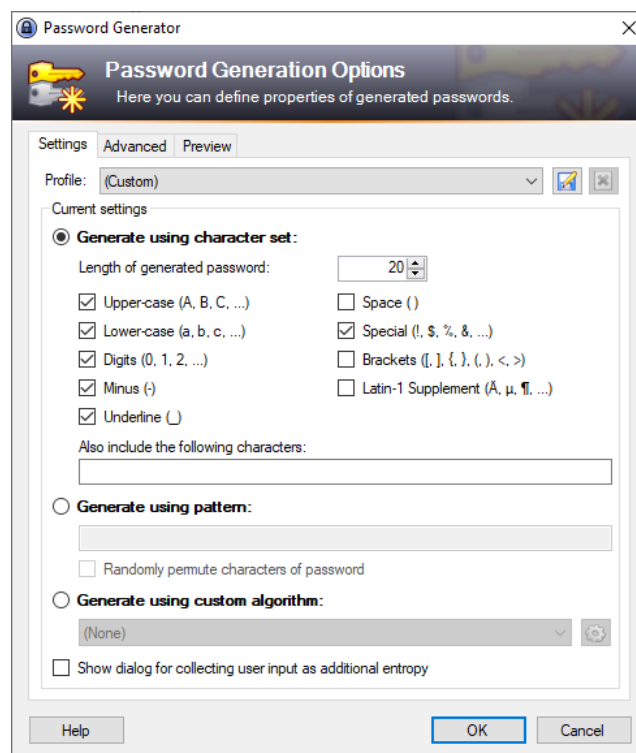 Password Generator
Password Generation Options
Here you can define properties of generated passwords.
Settings Advanced Preview
Profile: (Custom)
Current settings
Generate using character set:
Length of generated password: 20
Upper-case (A, B, C, ...) Space ( )
Lower-case (a, b, c, ...) Special (!, $, %, &, ...)
Digits (0, 1, 2, ...) Brackets ([, ], {, }, (, ), <, >)
Minus (-) Latin-1 Supplement (Ä, µ, ¶, ...)
Underline (_)
Also include the following characters:
Generate using pattern:
Randomly permute characters of password
Generate using custom algorithm:
(None)
Show dialog for collecting user input as additional entropy
Help OK Cancel